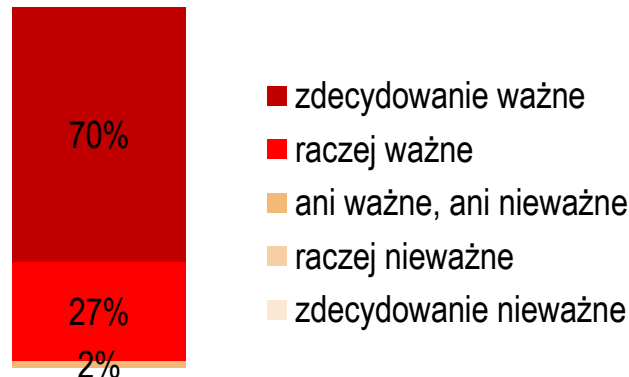 70%
27%
2%
zdecydowanie ważne
raczej ważne
ani ważne, ani nieważne
raczej nieważne
zdecydowanie nieważne